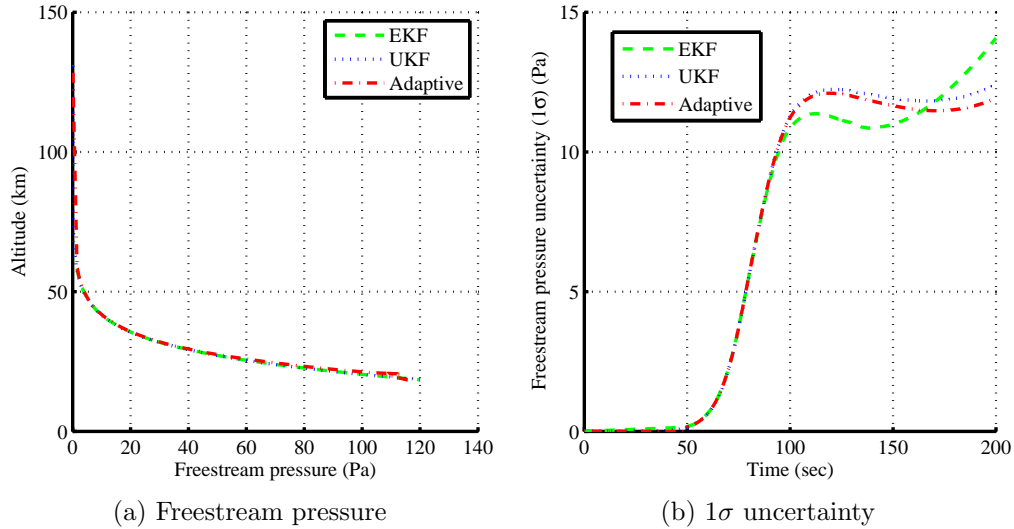 150
100
50
0
Altitude (km)
0 20 40 60 80 100 120 140
Freestream pressure (Pa)
EKF
UKF
Adaptive
(a) Freestream pressure
15
10
5
0
Freestream pressure uncertainty (1σ) (Pa)
0 50 100 150 200
Time (sec)
EKF
UKF
Adaptive
(b) 1σ uncertainty